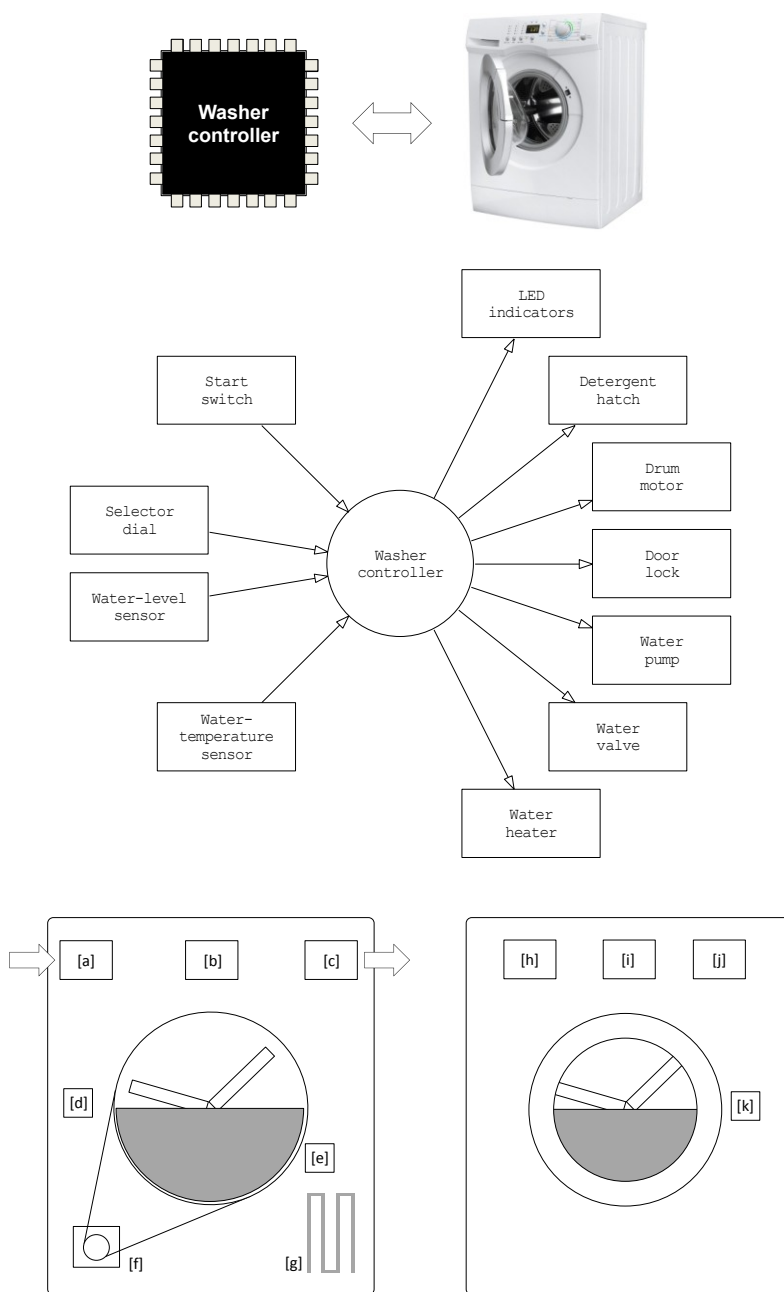 Washer
controller
LED
indicators
Start
switch
Detergent
hatch
Drum
motor
Selector
dial
Door
lock
Washer
controller
Water-level
sensor
Water
pump
Water-
temperature
sensor
Water
valve
Water
heater
[a]
[b]
[c]
[h]
[i]
[j]
[d]
[k]
[e]
[f]
[g]